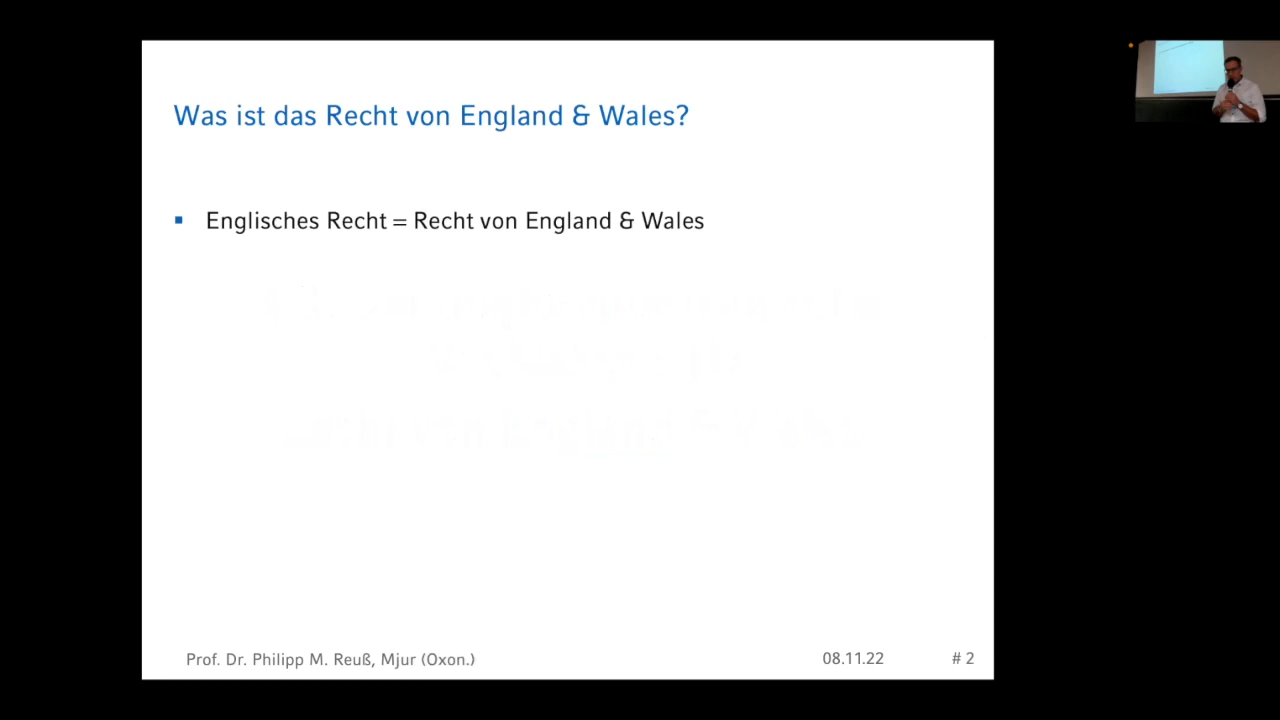 Was ist das Recht von England & Wales?
▪ Englisches Recht = Recht von England & Wales
Prof. Dr. Philipp M. Reuß, Mjur (Oxon.) 08.11.22 # 2